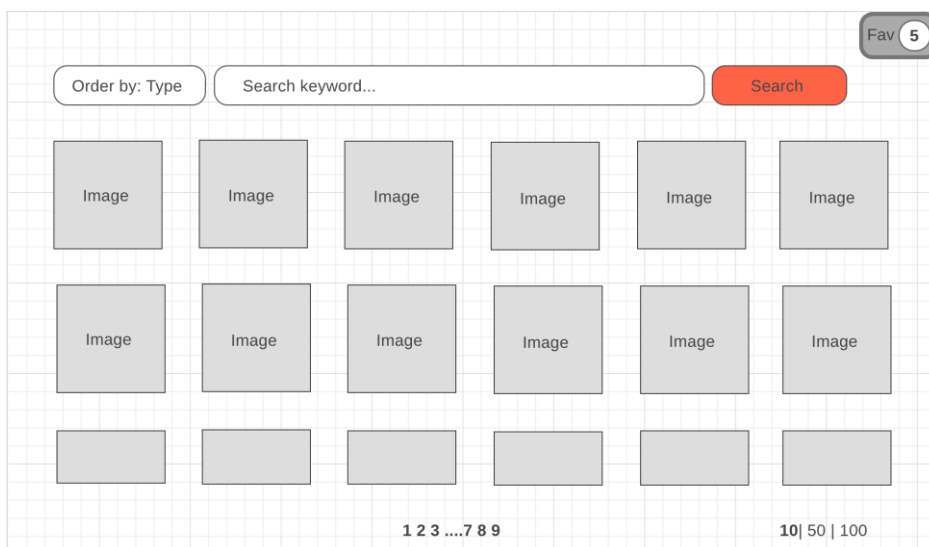 Fav 5
Order by: Type Search keyword... Search
Image Image Image Image Image Image
Image Image Image Image Image Image
1 2 3 ....7 8 9 10| 50 | 100